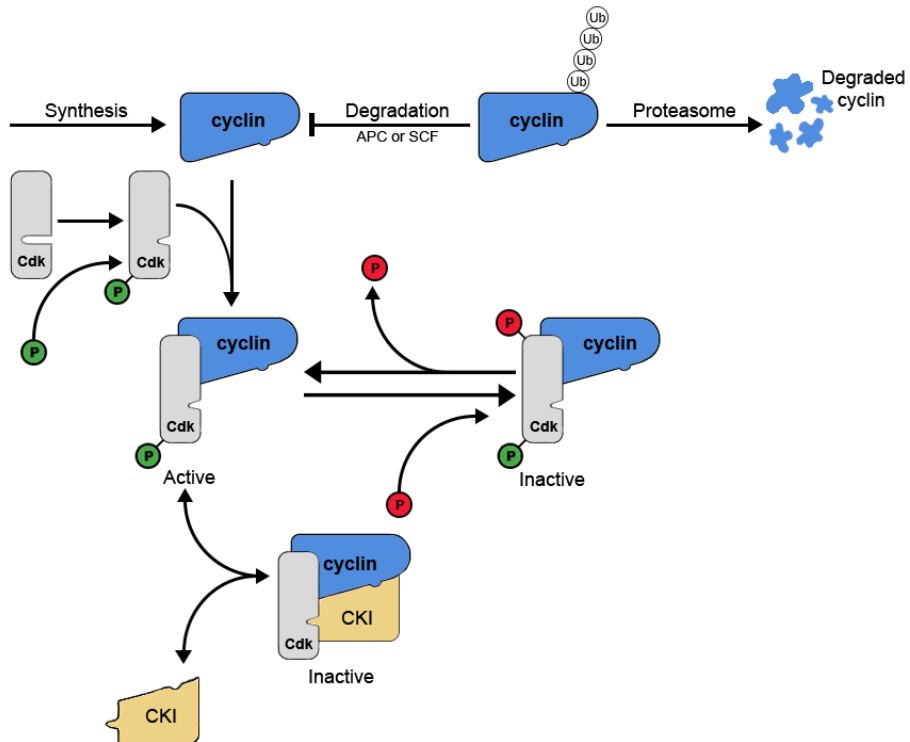 Ub
Ub
Ub
Ub
Synthesis
cyclin
Degradation
APC or SCF
cyclin
Proteasome
Degraded
cyclin
Cdk
Cdk
P
P
P
P
cyclin
cyclin
Cdk
Cdk
P
P
Active
Inactive
P
cyclin
CKI
Cdk
Inactive
CKI